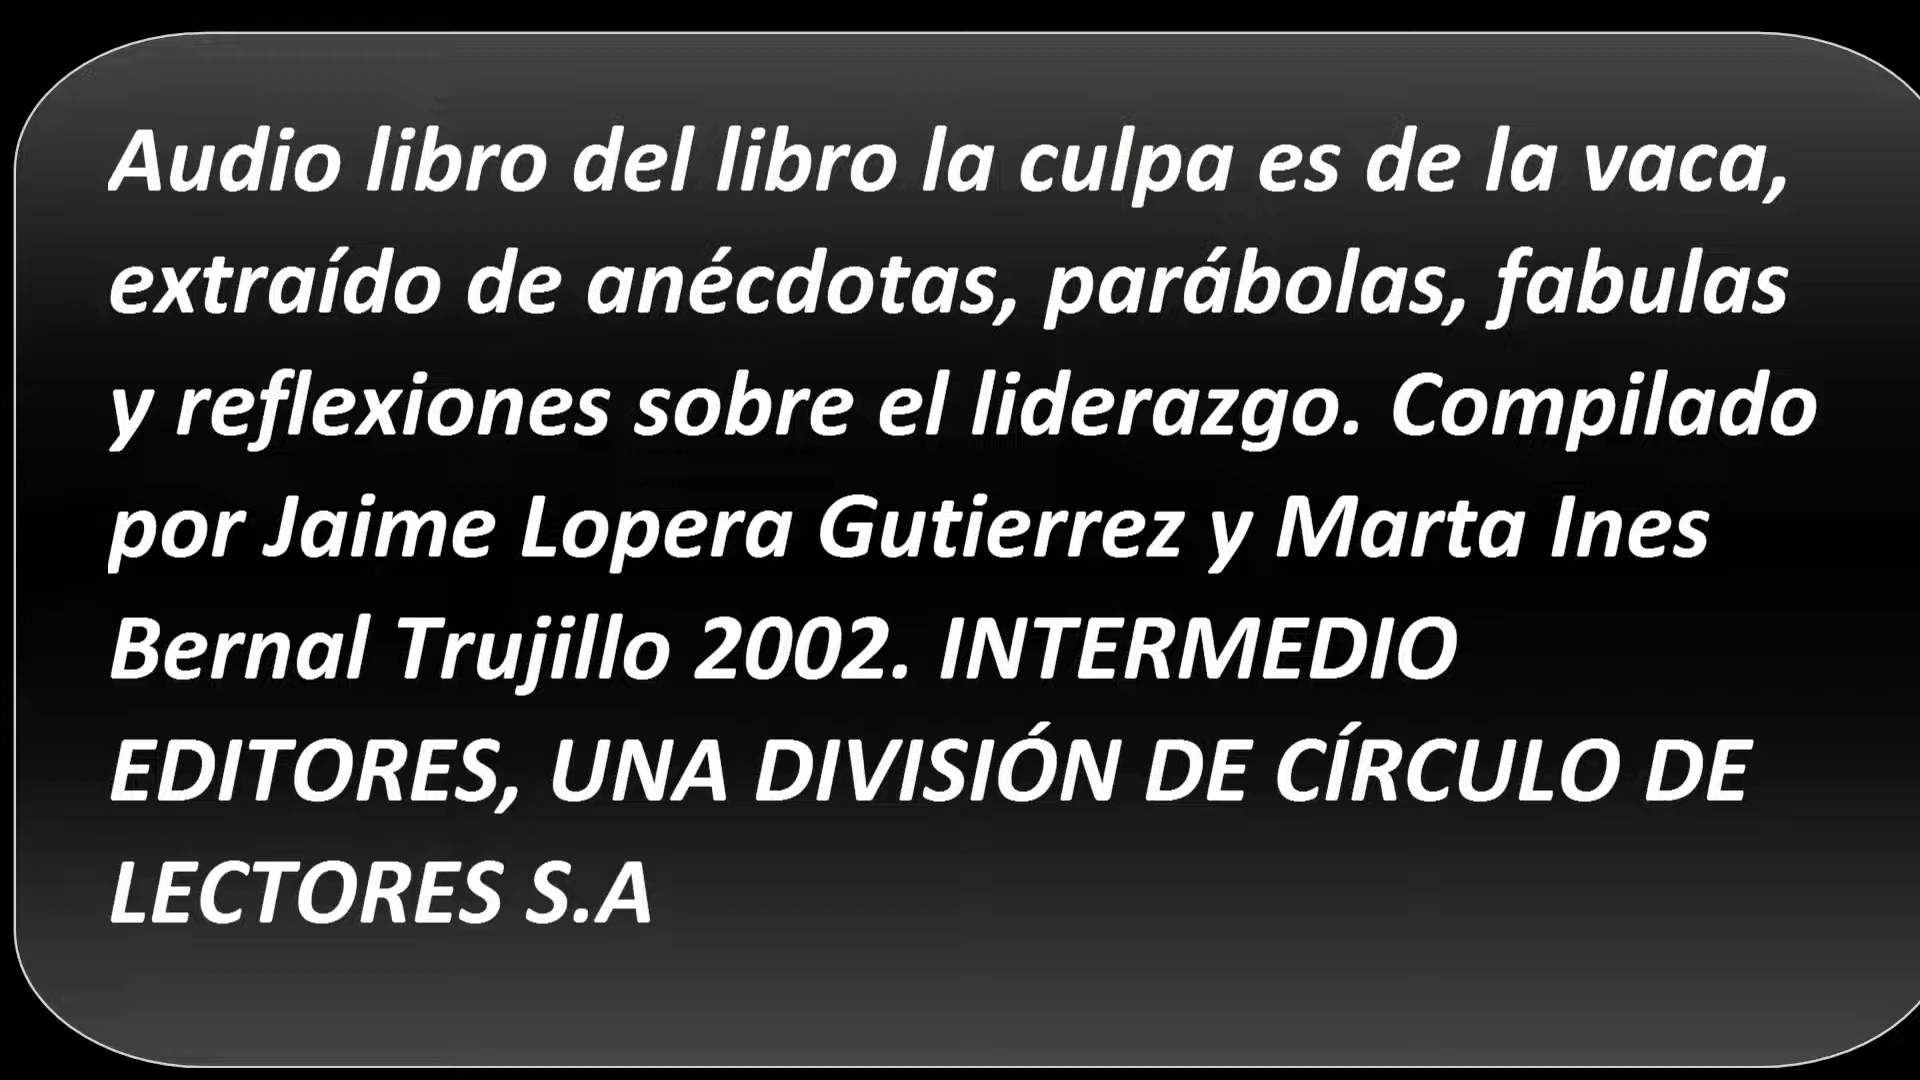 Audio libro del libro la culpa es de la vaca,
extraído de anécdotas, parábolas, fabulas
y reflexiones sobre el liderazgo. Compilado
por Jaime Lopera Gutierrez y Marta Ines
Bernal Trujillo 2002. INTERMEDIO
EDITORES, UNA DIVISIÓN DE CÍRCULO DE
LECTORES S.A